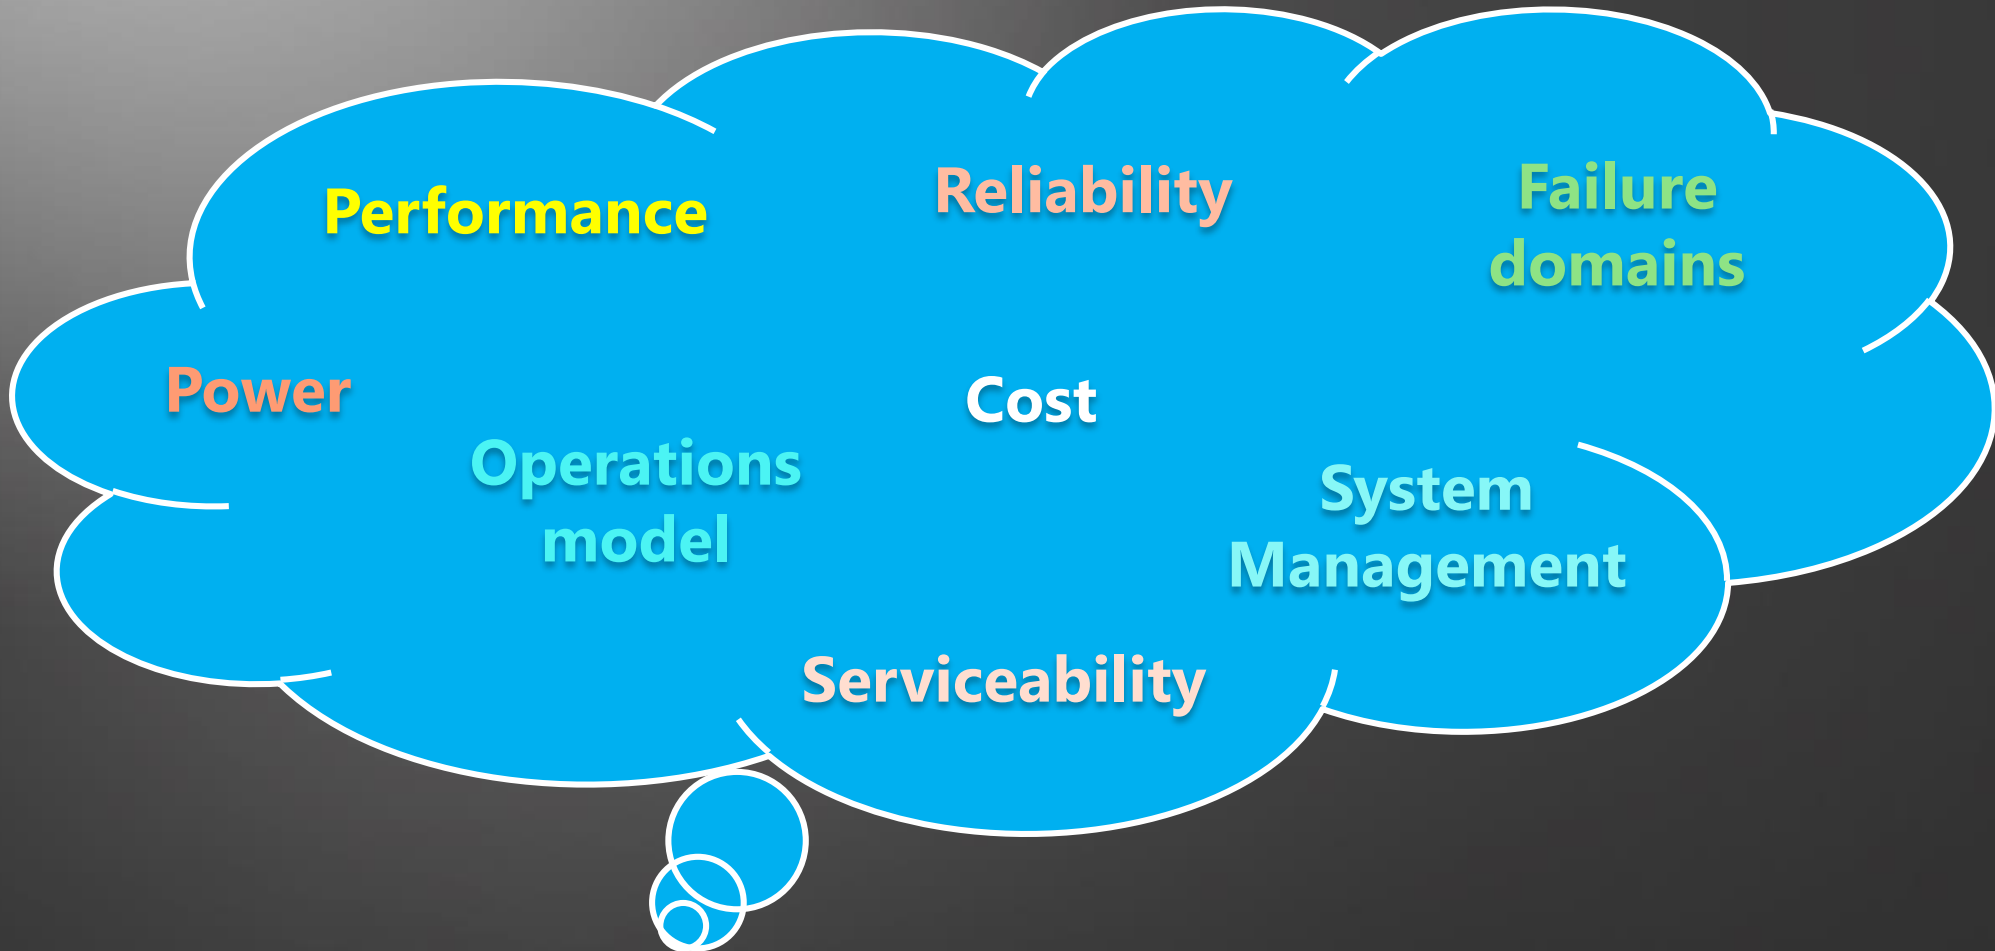 Performance
Reliability
Failure
domains
Power
Cost
Operations
model
System
Management
Serviceability